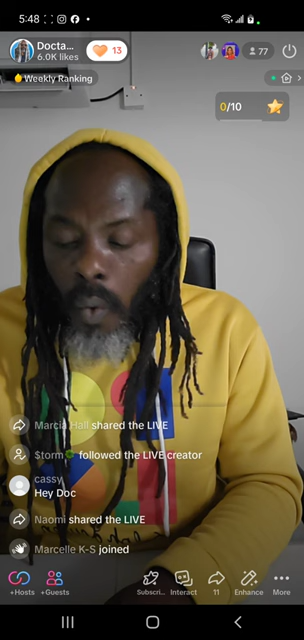 5:48
Docta...
6.0K likes
13
77
Weekly Ranking
0/10
Marcia Hall shared the LIVE
$torm followed the LIVE creator
cassy
Hey Doc
Naomi shared the LIVE
Marcelle K-S joined
+Hosts
+Guests
Subscri...
Interact
11
Enhance
More